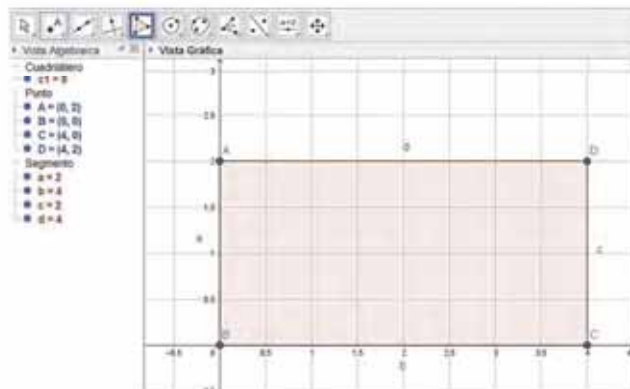 Vista Algebraica
Vista Gráfica
Cuadrilátero
c1 = 8
Punto
A = (0, 2)
B = (0, 0)
C = (4, 0)
D = (4, 2)
Segmento
a = 2
b = 4
c = 2
d = 4
3
2.5
A
D
2
1.5
1
0.5
B
C
0
0.5
1
1.5
2
2.5
3
3.5
4